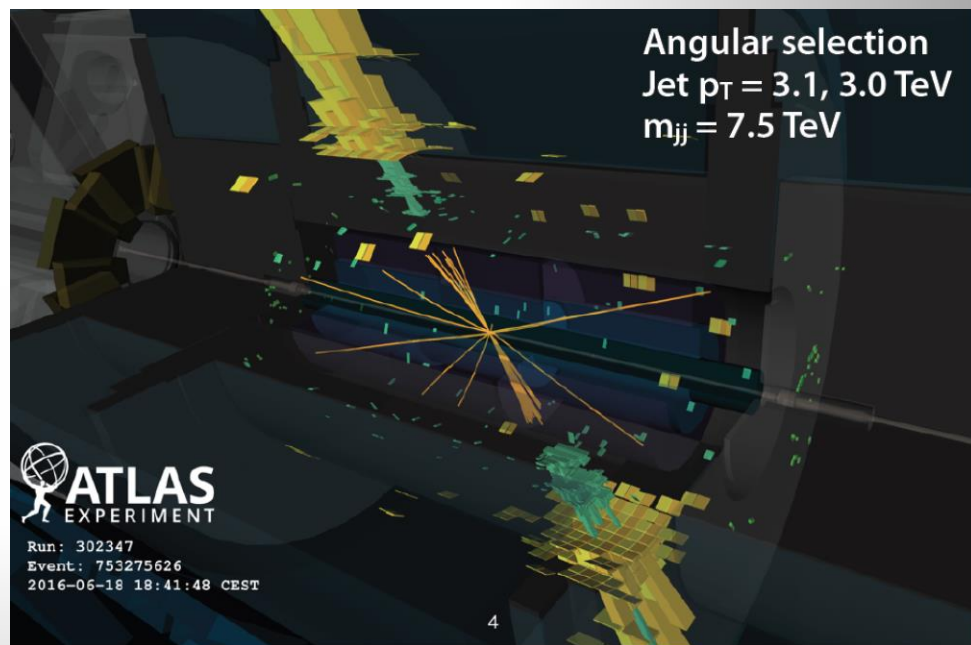 Angular selection
Jet pT = 3.1, 3.0 TeV
mjj = 7.5 TeV
ATLAS
EXPERIMENT
Run: 302347
Event: 753275626
2016-06-18 18:41:48 CEST
4